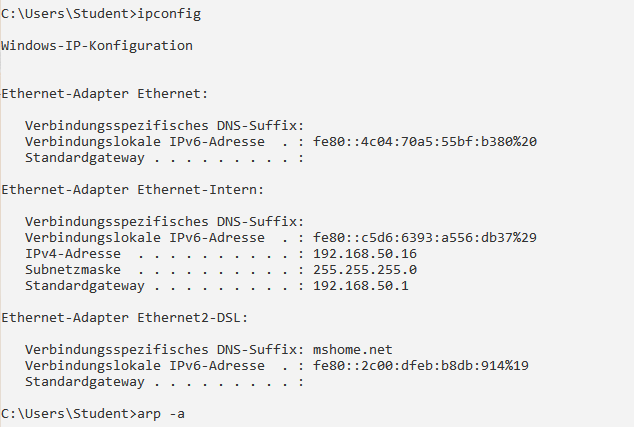 C:\Users\Student>ipconfig
Windows-IP-Konfiguration
Ethernet-Adapter Ethernet:
Verbindungsspezifisches DNS-Suffix:
Verbindungslokale IPv6-Adresse  . : fe80::4c04:70a5:55bf:b380%20
Standardgateway . . . . . . . . . :
Ethernet-Adapter Ethernet-Intern:
Verbindungsspezifisches DNS-Suffix:
Verbindungslokale IPv6-Adresse  . : fe80::c5d6:6393:a556:db37%29
IPv4-Adresse  . . . . . . . . . . : 192.168.50.16
Subnetzmaske  . . . . . . . . . . : 255.255.255.0
Standardgateway . . . . . . . . . : 192.168.50.1
Ethernet-Adapter Ethernet2-DSL:
Verbindungsspezifisches DNS-Suffix: mshome.net
Verbindungslokale IPv6-Adresse  . : fe80::2c00:dfeb:b8db:914%19
Standardgateway . . . . . . . . . :
C:\Users\Student>arp -a